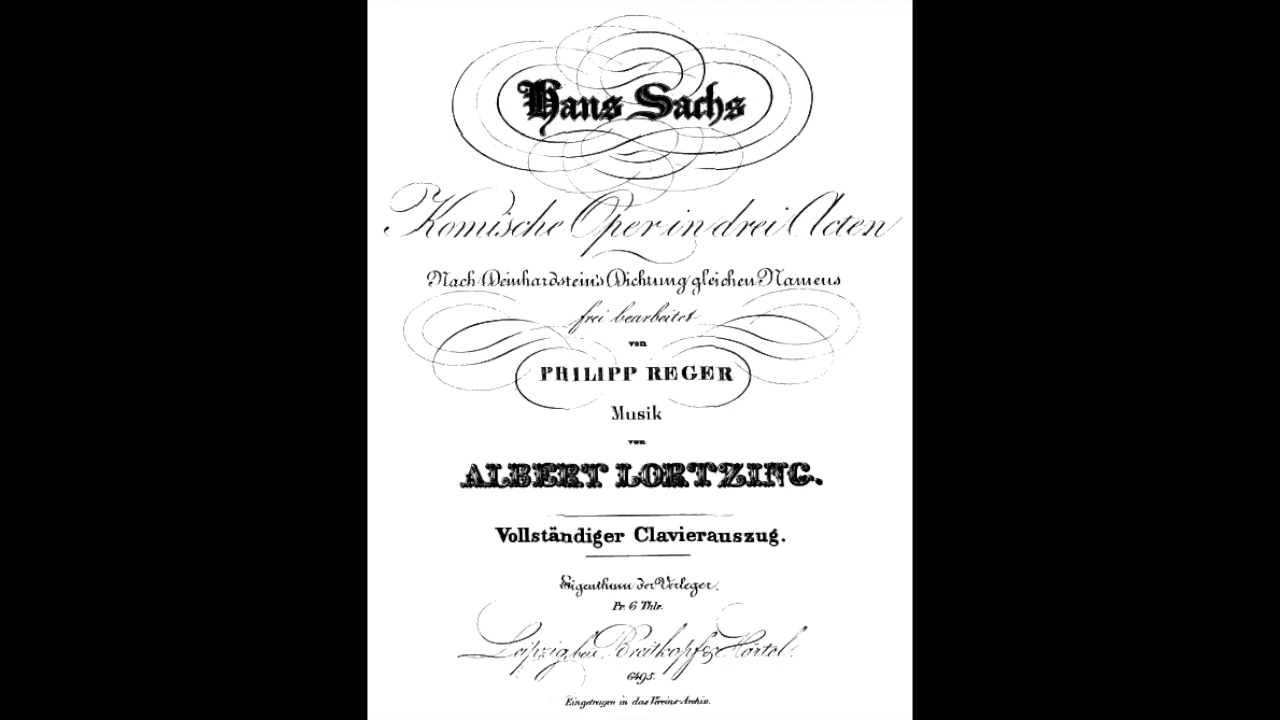 Hans Sachs
Komische Oper in drei Acten
Nach Deinhardstein's Dichtung gleichen Namens
frei bearbeitet
von
PHILIPP REGER
Musik
von
ALBERT LORTZING.
Vollständiger Clavierauszug.
Eigenthum der Verleger.
Pr. 6 Thlr.
Leipzig, bei Breitkopf & Härtel.
6495.
Eingetragen in das Vereins-Archiv.